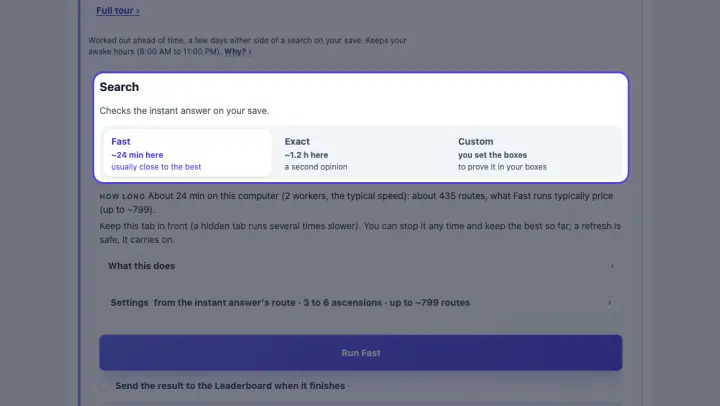 Full tour ›
Worked out ahead of time, a few days either side of a search on your save. Keeps your
awake hours (8:00 AM to 11:00 PM). Why? ›
Search
Checks the instant answer on your save.
Fast
~24 min here
usually close to the best
Exact
~1.2 h here
a second opinion
Custom
you set the boxes
to prove it in your boxes
HOW LONG About 24 min on this computer (2 workers, the typical speed): about 435 routes, what Fast runs typically price
(up to ~799).
Keep this tab in front (a hidden tab runs several times slower). You can stop it any time and keep the best so far; a refresh is
safe, it carries on.
What this does ›
Settings from the instant answer's route · 3 to 6 ascensions · up to ~799 routes ›
Run Fast
Send the result to the Leaderboard when it finishes